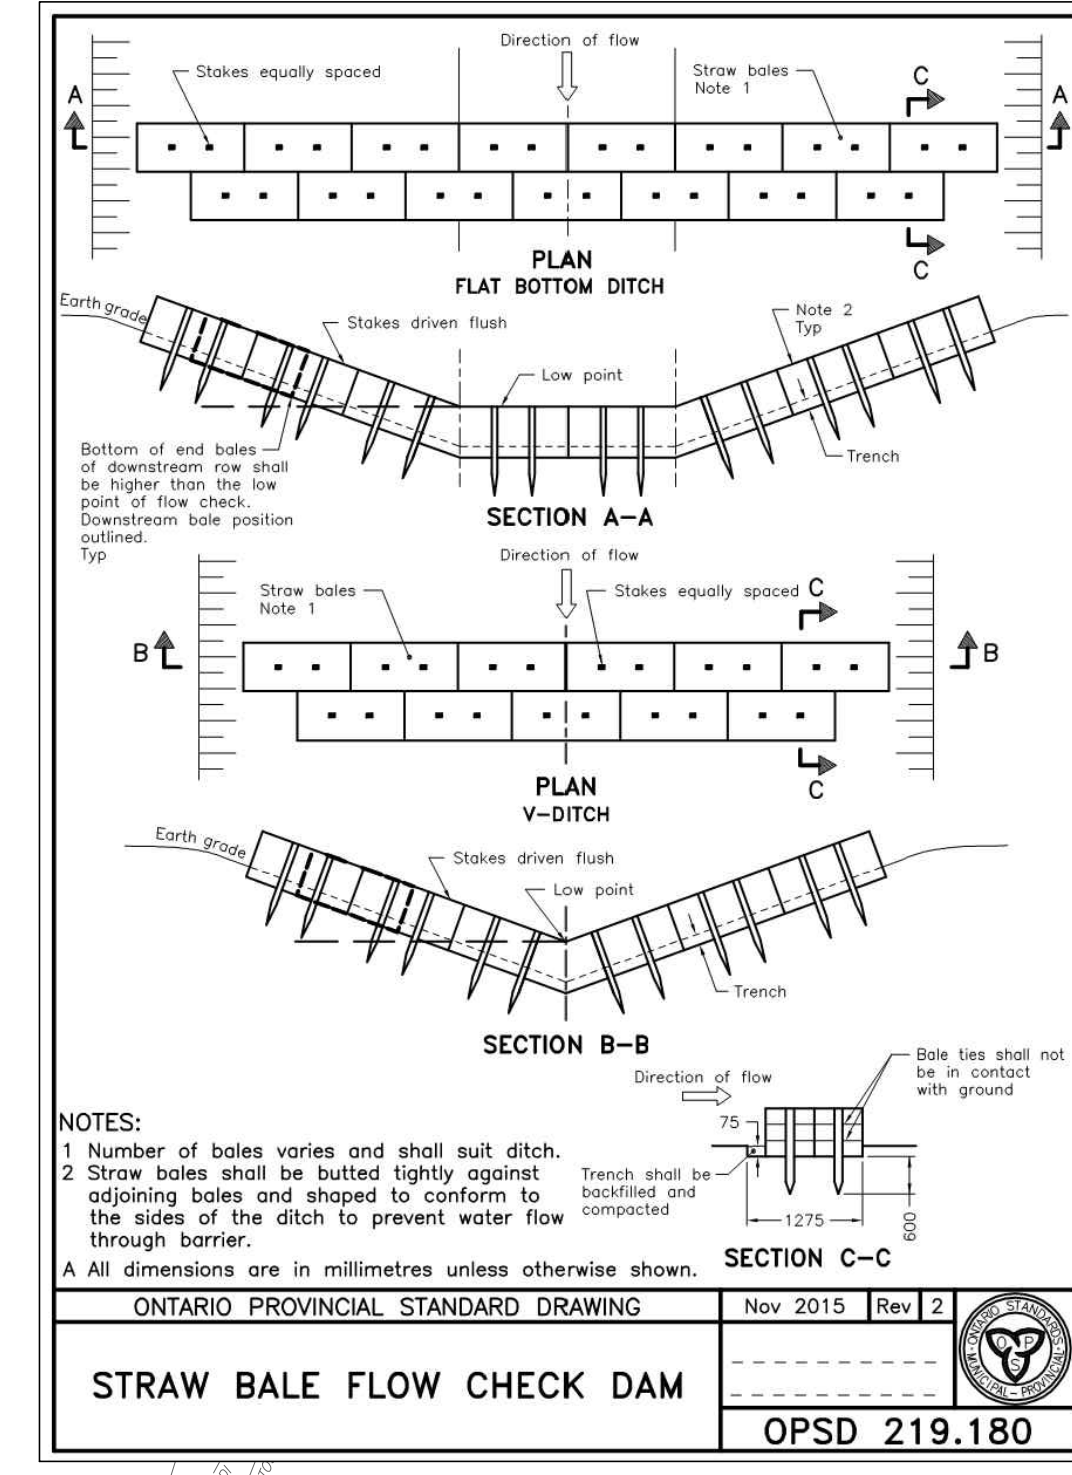 Direction of flow
Stakes equally spaced
Straw bales
Note 1
C
A
A
C
PLAN
FLAT BOTTOM DITCH
Earth grade
Stakes driven flush
Note 2
Typ
Low point
Bottom of end bales
of downstream row shall
be higher than the low
point of flow check.
Downstream bale position
outlined.
Typ
Trench
SECTION A-A
Direction of flow
Straw bales
Note 1
Stakes equally spaced
C
B
B
C
PLAN
V-DITCH
Earth grade
Stakes driven flush
Low point
Trench
SECTION B-B
Direction of flow
Bale ties shall not
be in contact
with ground
75
Trench shall be
backfilled and
compacted
1275
600
SECTION C-C
NOTES:
1 Number of bales varies and shall suit ditch.
2 Straw bales shall be butted tightly against
adjoining bales and shaped to conform to
the sides of the ditch to prevent water flow
through barrier.
A All dimensions are in millimetres unless otherwise shown.
ONTARIO PROVINCIAL STANDARD DRAWING
Nov 2015
Rev
2
ONTARIO STANDARDS
MUNICIPAL-PROVINCIAL
O P
S
STRAW BALE FLOW CHECK DAM
OPSD 219.180